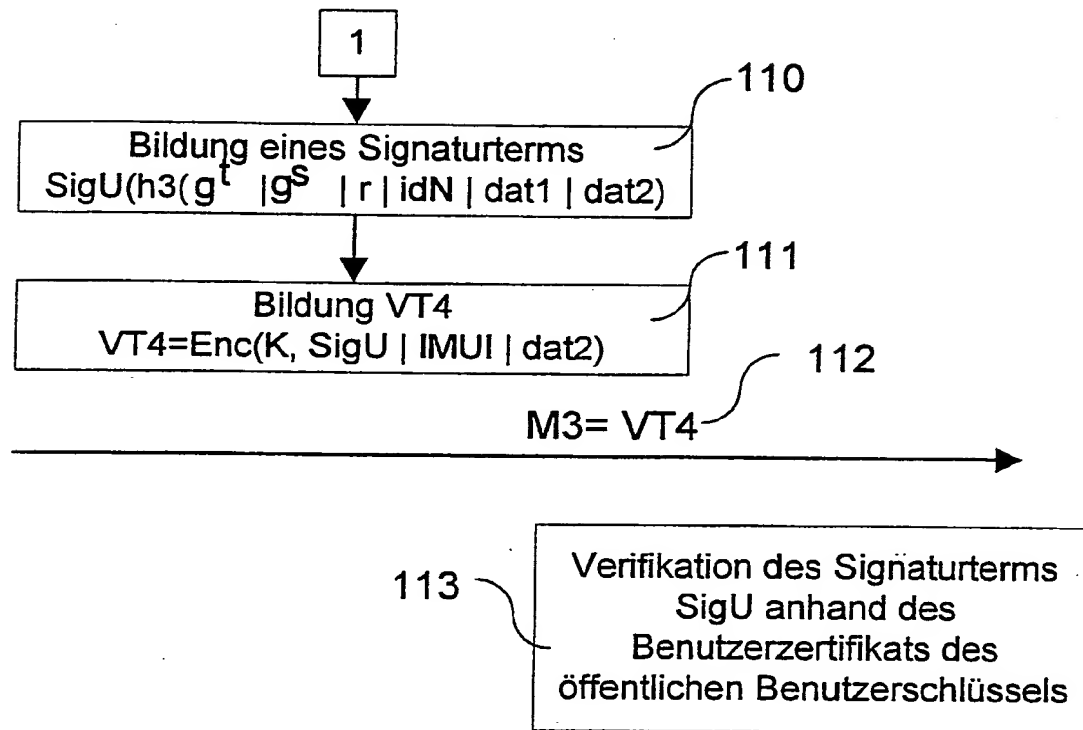 1
110
Bildung eines Signaturterms
SigU(h3(g^t |g^s | r | idN | dat1 | dat2)
111
Bildung VT4
VT4=Enc(K, SigU | IMUI | dat2)
112
M3= VT4
113
Verifikation des Signaturterms
SigU anhand des
Benutzerzertifikats des
öffentlichen Benutzerschlüssels